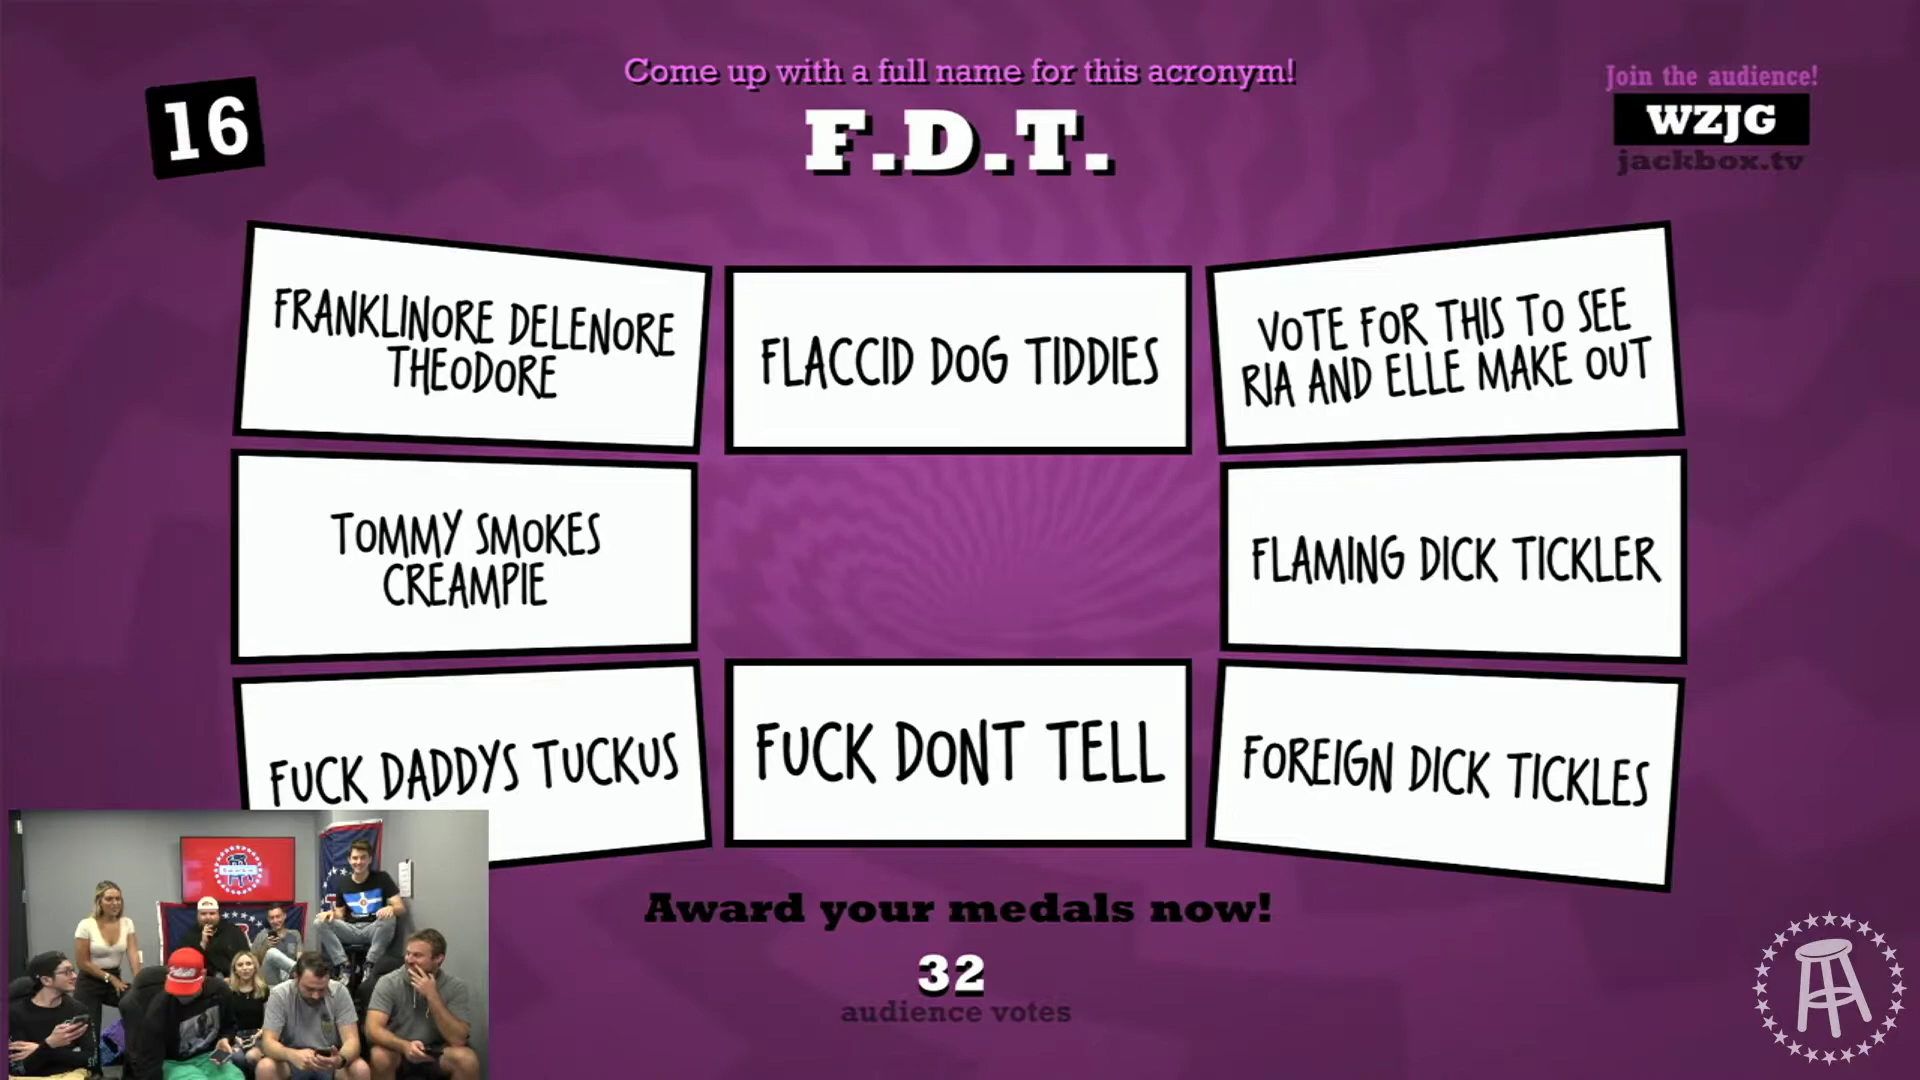 Come up with a full name for this acronym!
F.D.T.
16
Join the audience!
WZJG
jackbox.tv
FRANKLINORE DELENORE
THEODORE
FLACCID DOG TIDDIES
VOTE FOR THIS TO SEE
RIA AND ELLE MAKE OUT
TOMMY SMOKES
CREAMPIE
FLAMING DICK TICKLER
FUCK DADDYS TUCKUS
FUCK DONT TELL
FOREIGN DICK TICKLES
Award your medals now!
32
audience votes